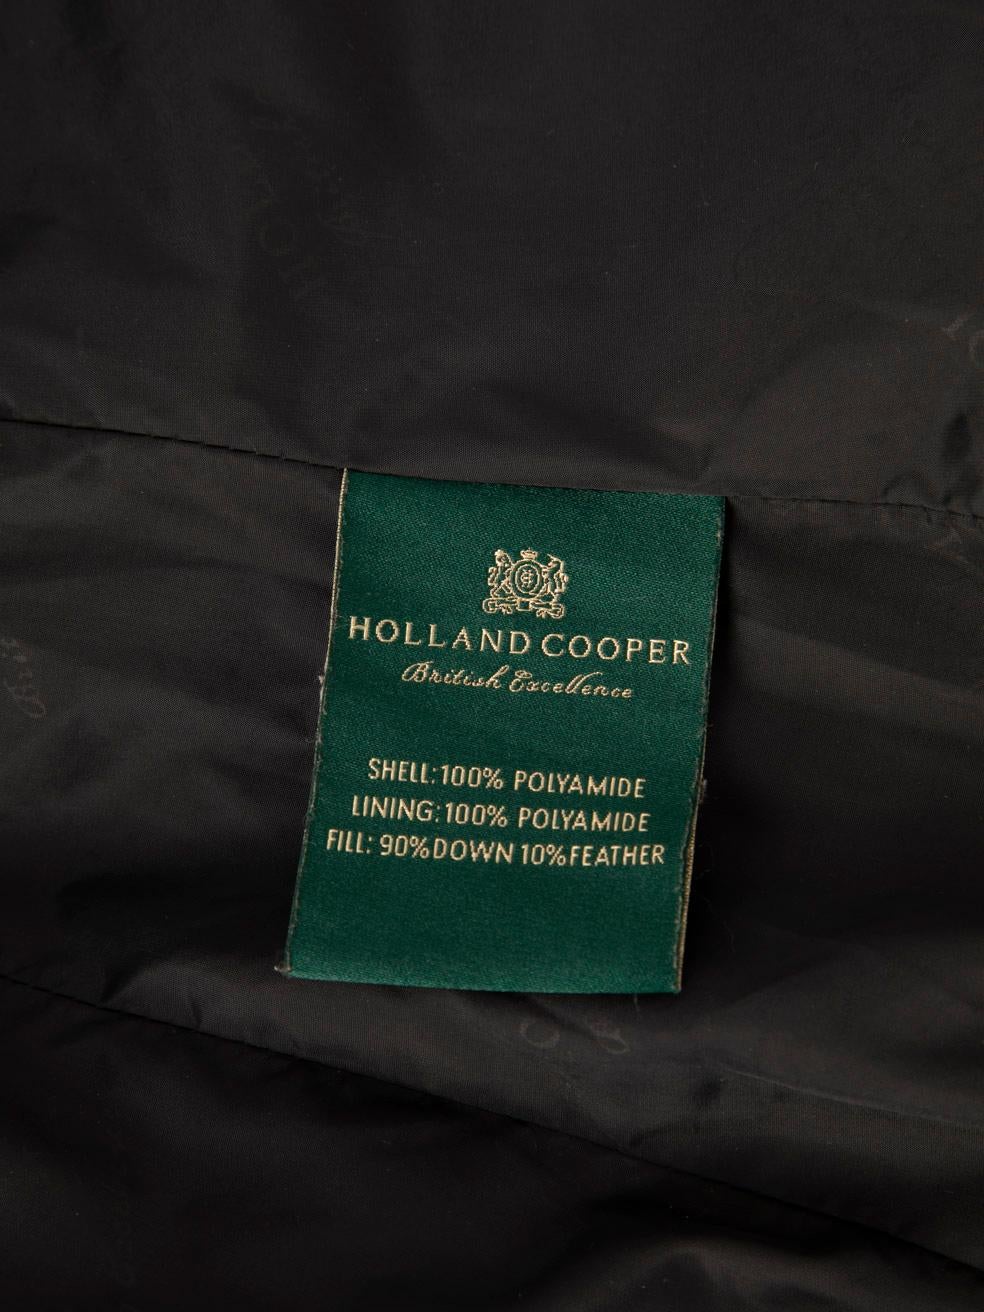 HOLLAND COOPER
British Excellence
SHELL:100% POLYAMIDE
LINING:100% POLYAMIDE
FILL: 90%DOWN 10%FEATHER